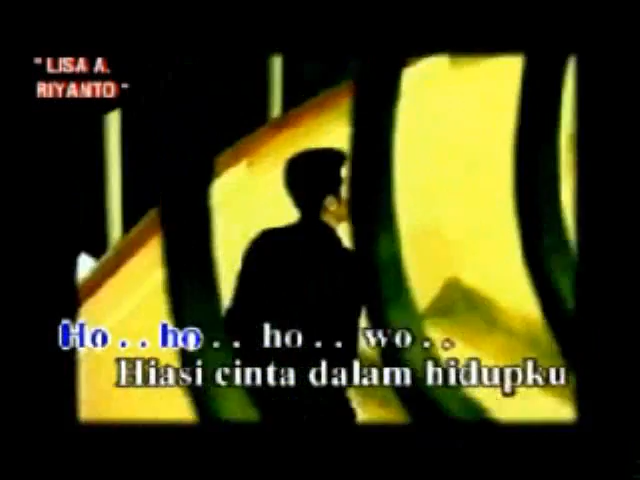 " LISA A.
RIYANTO "
Ho . . ho . . ho . . wo . .
Hiasi cinta dalam hidupku